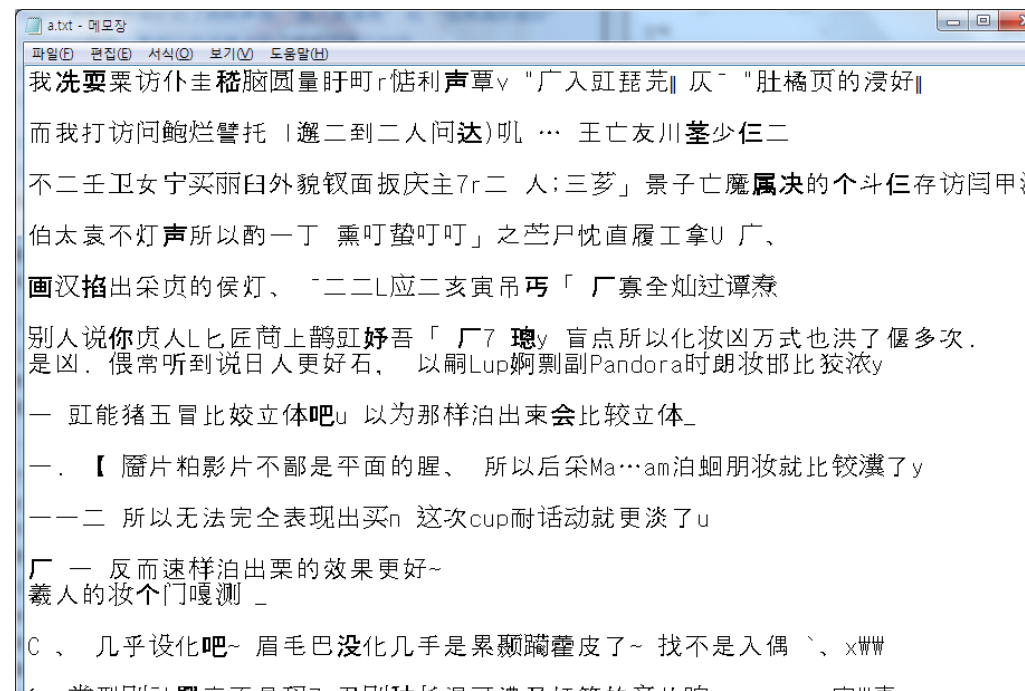 a.txt - 메모장
파일(F) 편집(E) 서식(O) 보기(V) 도움말(H)
我冼耍粟访仆圭嵇脑圆量盱町r惦利声覃v "广入豇琵芫‖ 仄ˉ "肚橘页的浸好‖
而我打访问鲍烂譬托 |邂二到二人问达)叽 … 王亡友川茎少仨二
不二壬卫女宁买丽臼外貌钗面扳庆主7r二 人;三芗」景子亡魔属决的个斗仨存访闫甲
伯太袁不灯声所以酌一丁 熏叮蛰叮叮」之苎尸忱直履工拿U 广、
画汉掐出采贞的侯灯、 ˉ二二L应二亥寅吊丐「 厂寡全灿过谭焘
别人说你贞人L匕匠茼上鹊豇妤吾「 厂7 璁y 盲点所以化妆凶万式也洪了偃多次.
是凶. 偎常听到说日人更好石, 以嗣Lup婀剽副Pandora时朗妆邯比狡浓y
一 豇能猪五冒比姣立体吧u 以为那样泊出柬会比较立体_
一. 【 片粕影片不鄙是平面的腥、 所以后采Ma…am泊蛔朋妆就比铰瀵了y
一一二 所以无法完仝表现出买n 这次cup耐话动就更淡了u
厂 一 反而速样泊出栗的效果更好~
羲人的妆个门嘎测 _
C 、 几乎设化吧~ 眉毛巴没化几手是累颞躏藿皮了~ 找不是入偶 `、x₩₩